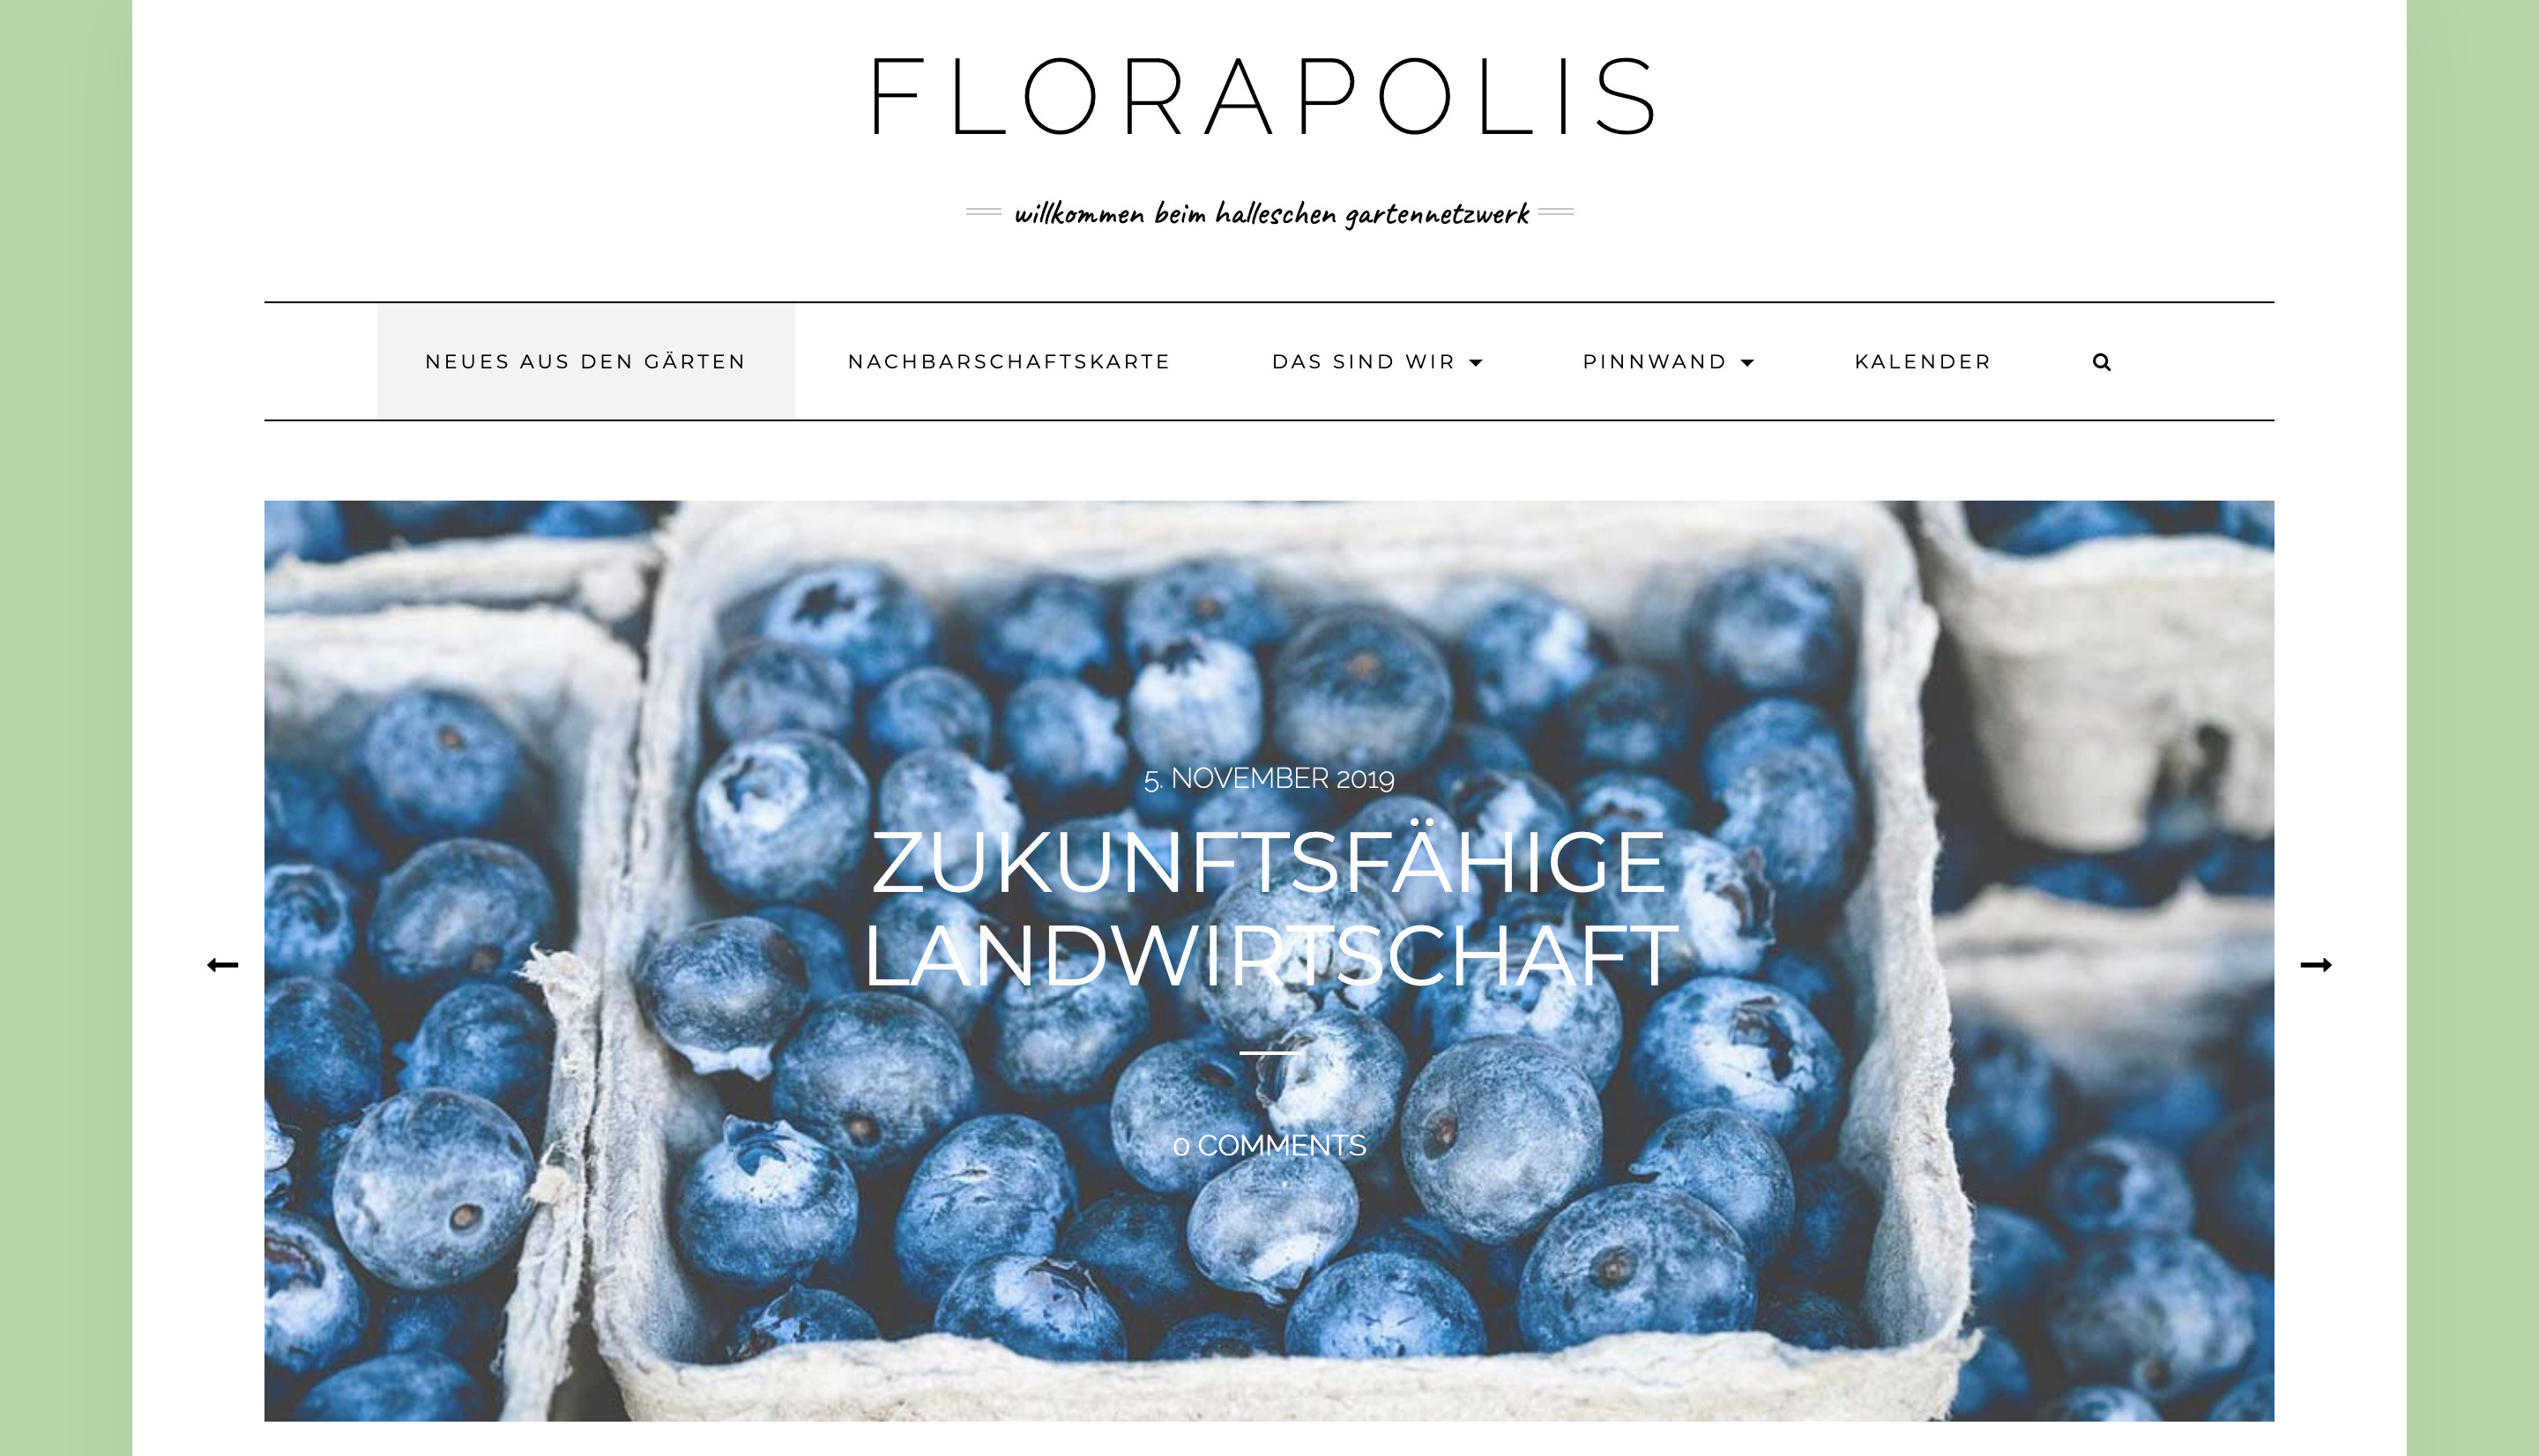 FLORAPOLIS
willkommen beim halleschen gartennetzwerk
NEUES AUS DEN GÄRTEN NACHBARSCHAFTSKARTE DAS SIND WIR PINNWAND KALENDER
5. NOVEMBER 2019
ZUKUNFTSFÄHIGE
LANDWIRTSCHAFT
0 COMMENTS